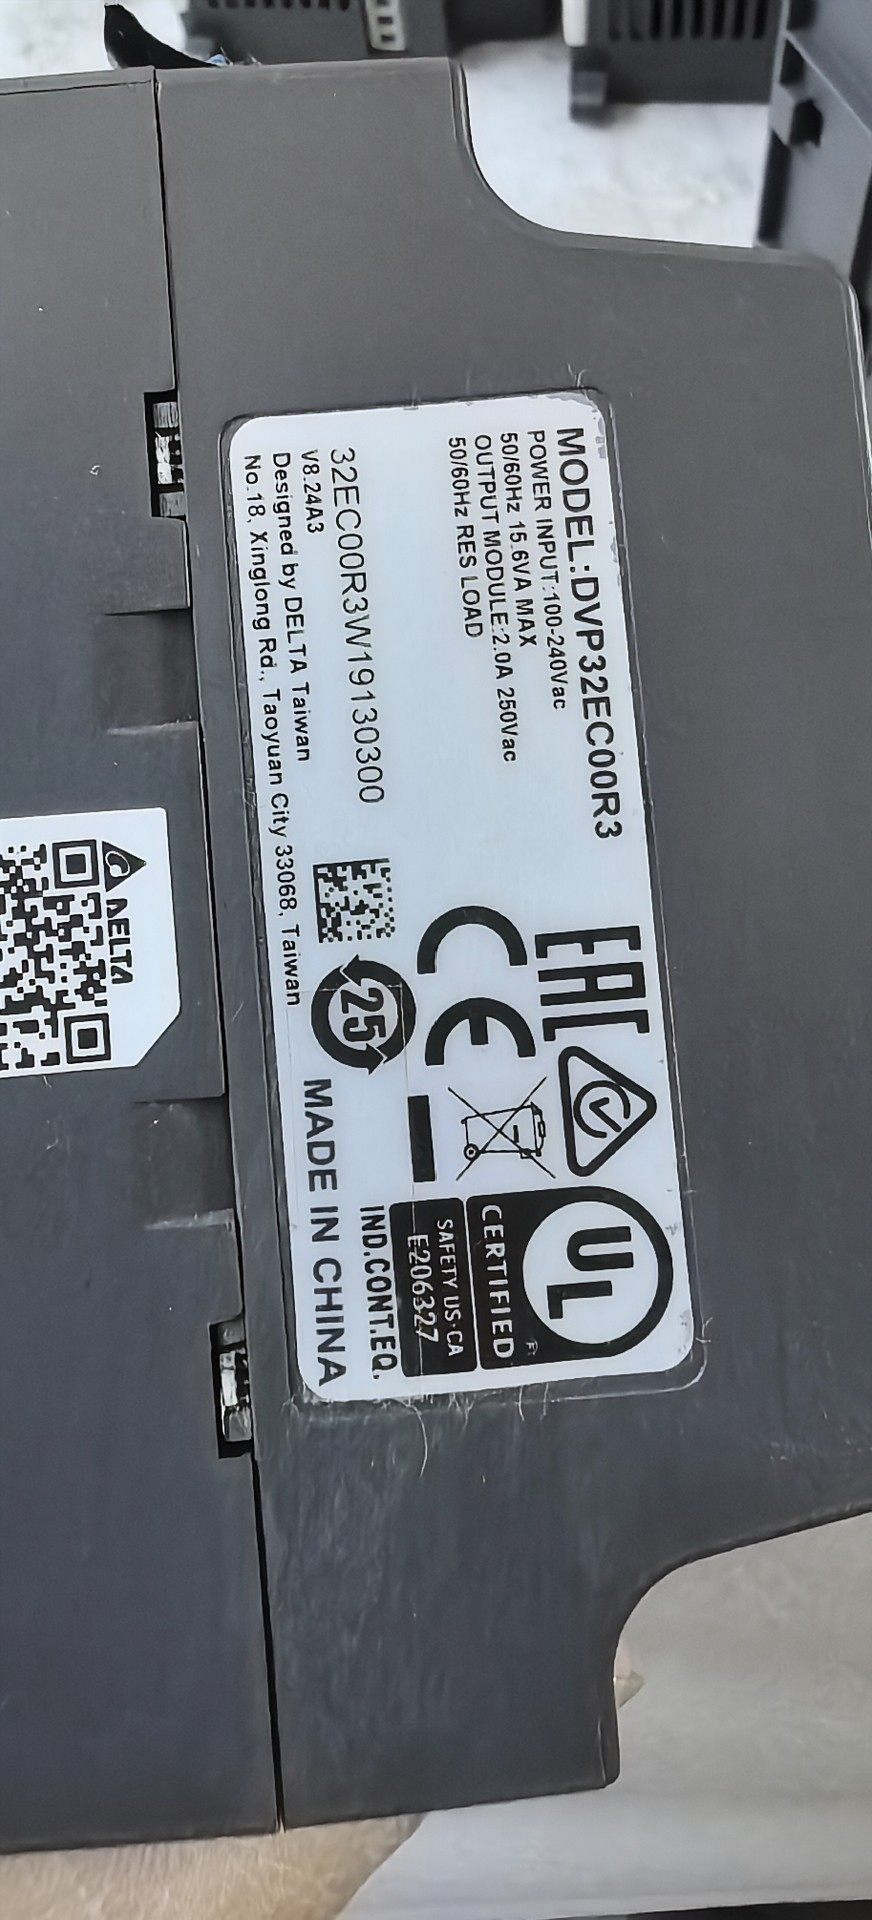 MODEL:DVP32EC00R3
POWER INPUT:100-240Vac
50/60Hz 15.6VA MAX
OUTPUT MODULE:2.0A 250Vac
50/60Hz RES LOAD
32EC00R3W19130300
V8.24A3
Designed by DELTA Taiwan
No.18, Xinglong Rd., Taoyuan City 33068, Taiwan
EAC
CE
25
UL
CERTIFIED
SAFETY US·CA
E206327
IND.CONT.EQ.
MADE IN CHINA
DELTA